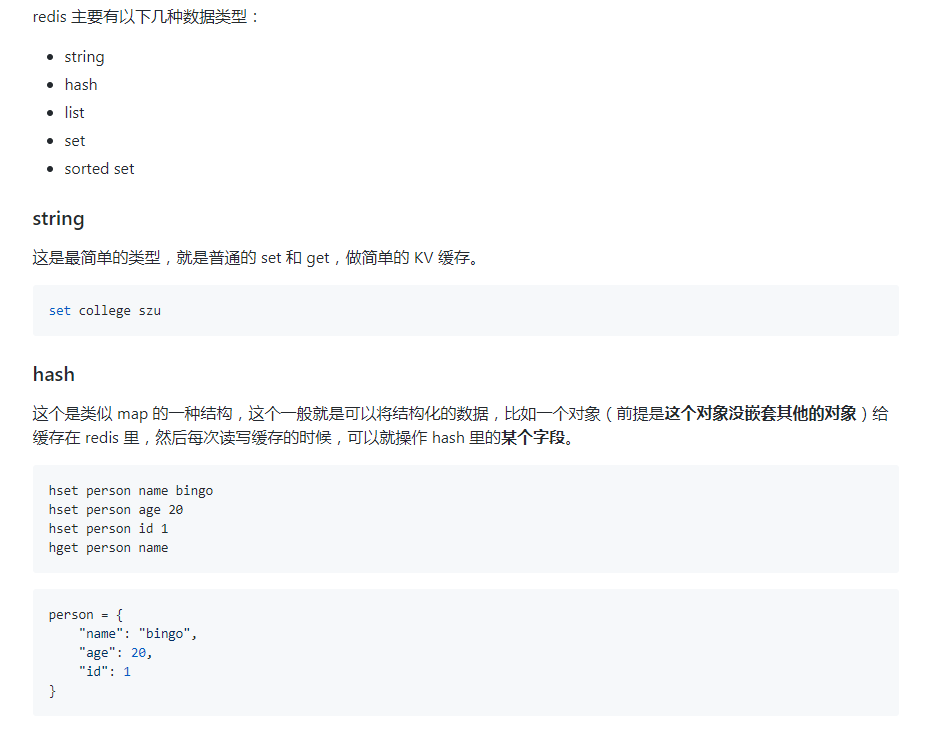 redis 主要有以下几种数据类型：
string
hash
list
set
sorted set
string
这是最简单的类型，就是普通的 set 和 get，做简单的 KV 缓存。
set college szu
hash
这个是类似 map 的一种结构，这个一般就是可以将结构化的数据，比如一个对象（前提是这个对象没嵌套其他的对象）给
缓存在 redis 里，然后每次读写缓存的时候，可以就操作 hash 里的某个字段。
hset person name bingo
hset person age 20
hset person id 1
hget person name
person = {
    "name": "bingo",
    "age": 20,
    "id": 1
}